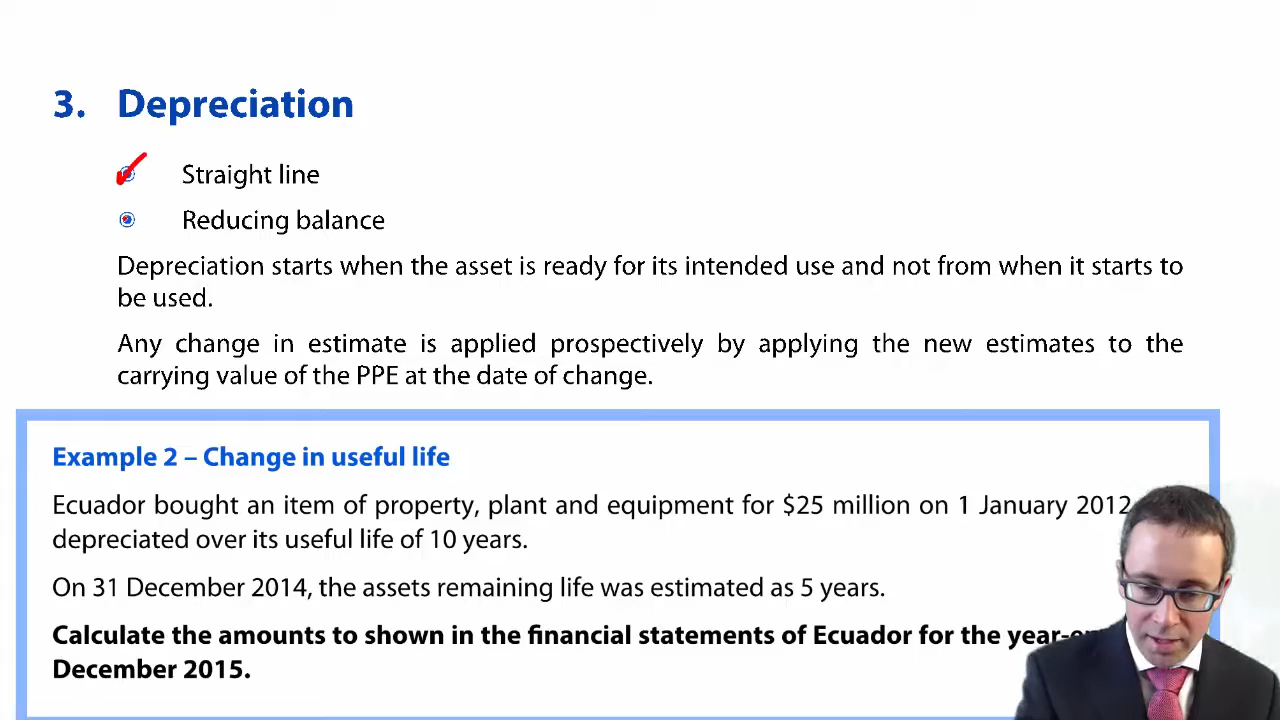 3. Depreciation
Straight line
Reducing balance
Depreciation starts when the asset is ready for its intended use and not from when it starts to
be used.
Any change in estimate is applied prospectively by applying the new estimates to the
carrying value of the PPE at the date of change.
Example 2 – Change in useful life
Ecuador bought an item of property, plant and equipment for $25 million on 1 January 2012
depreciated over its useful life of 10 years.
On 31 December 2014, the assets remaining life was estimated as 5 years.
Calculate the amounts to shown in the financial statements of Ecuador for the
December 2015.